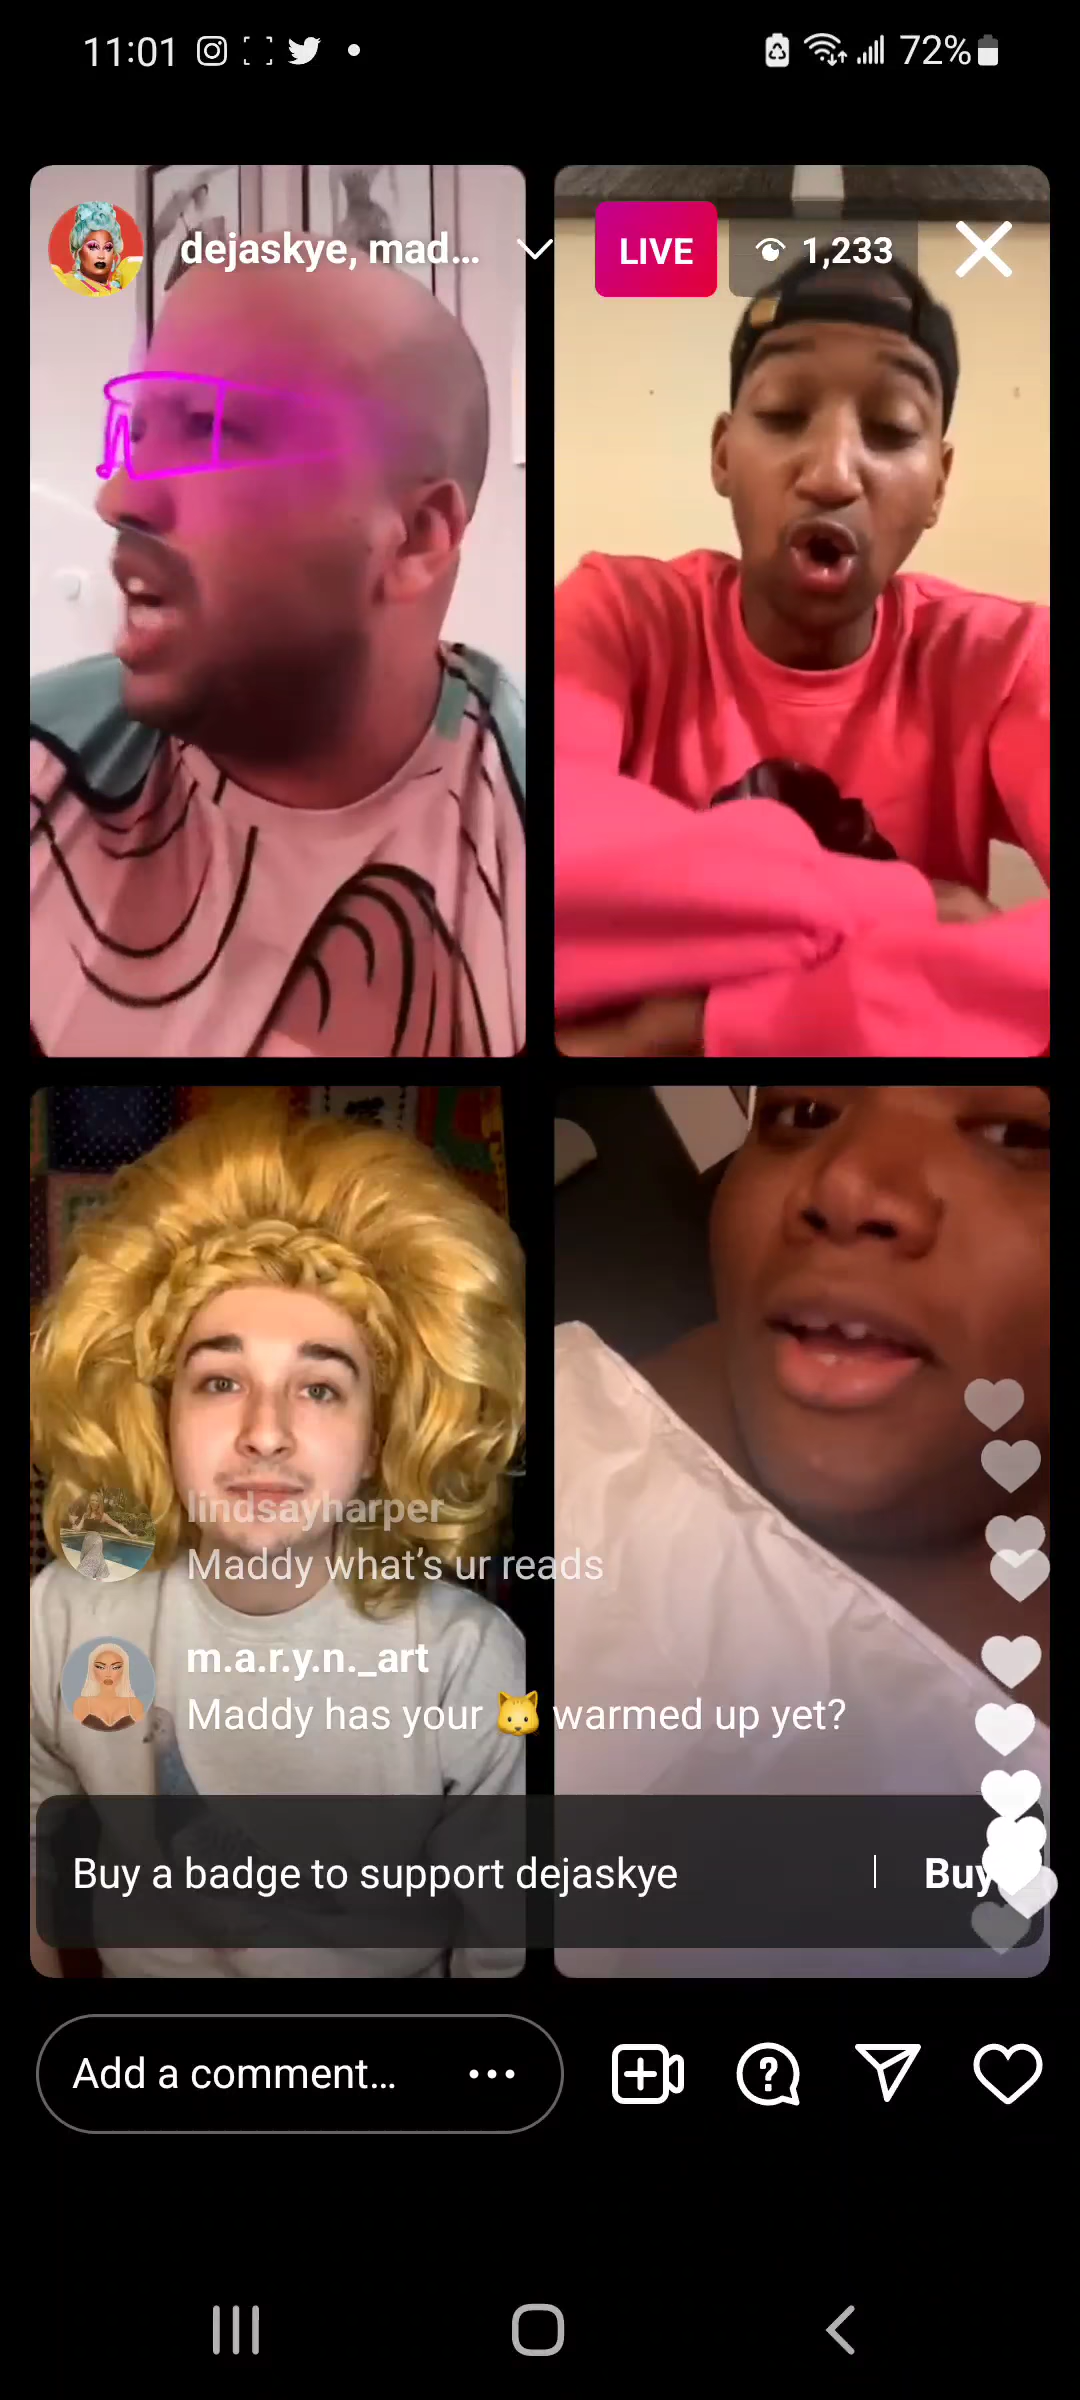 11:01
72%
dejaskye, mad...
LIVE
1,233
lindsayharper
Maddy what's ur reads
m.a.r.y.n._art
Maddy has your 🐱 warmed up yet?
Buy a badge to support dejaskye
Buy
Add a comment...